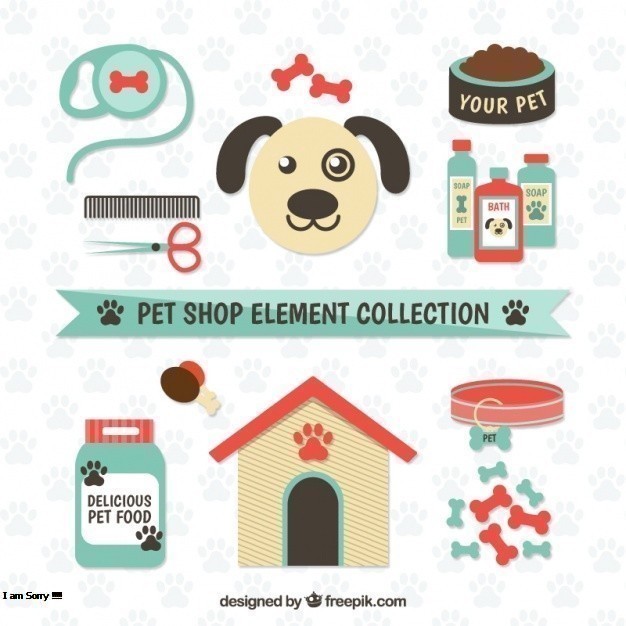 YOUR PET
SOAP
PET
BATH
SOAP
PET SHOP ELEMENT COLLECTION
PET
DELICIOUS
PET FOOD
I am Sorry !!!!
designed by freepik.com